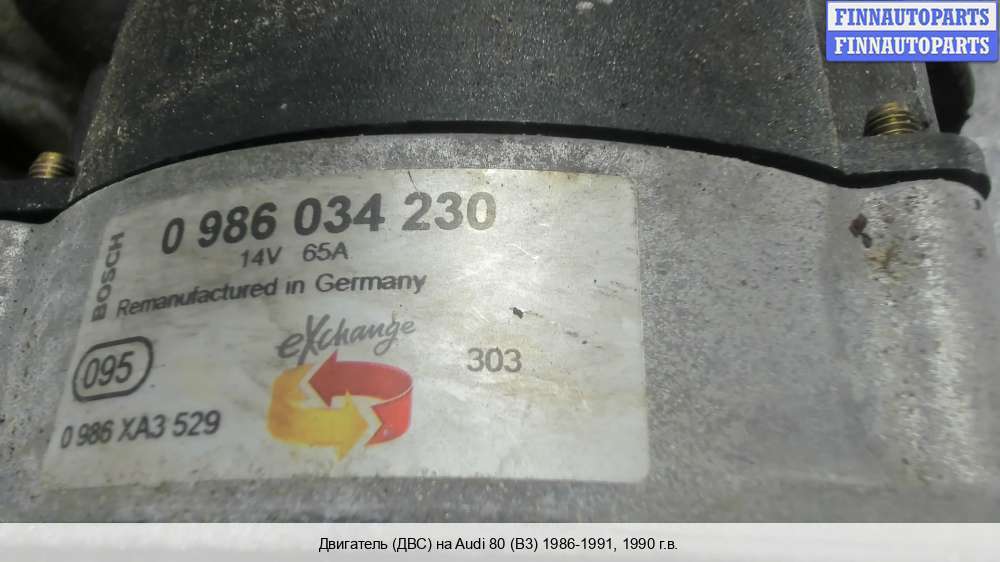 FINNAUTOPARTS
FINNAUTOPARTS
BOSCH
0 986 034 230
14V 65A
Remanufactured in Germany
eXchange
303
095
0 986 XA3 529
Двигатель (ДВС) на Audi 80 (B3) 1986-1991, 1990 г.в.